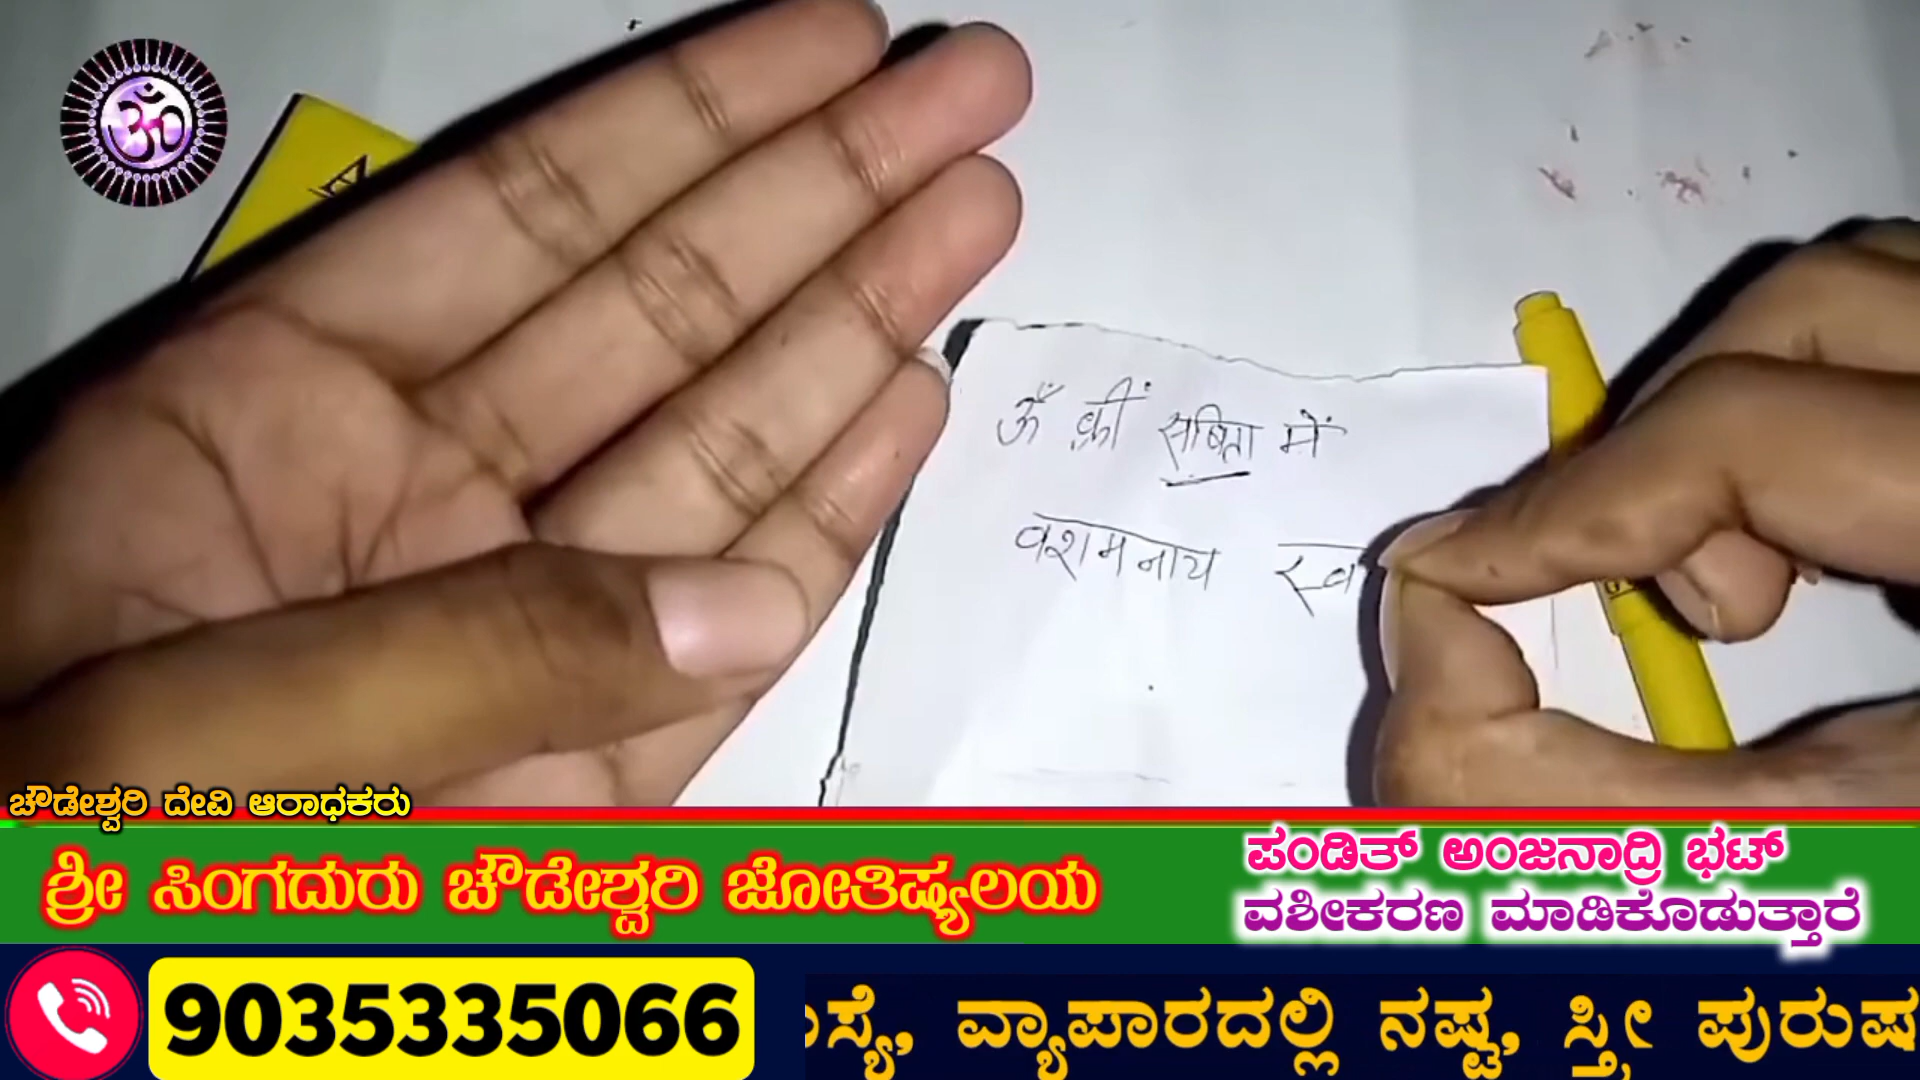 ॐ
ॐ क्रीं सबिता में
वशमनाय स्व
ಚೌಡೇಶ್ವರಿ ದೇವಿ ಆರಾಧಕರು
ಶ್ರೀ ಸಿಂಗದುರು ಚೌಡೇಶ್ವರಿ ಜ್ಯೋತಿಷ್ಯಲಯ
ಪಂಡಿತ್ ಅಂಜನಾದ್ರಿ ಭಟ್
ವಶೀಕರಣ ಮಾಡಿಕೊಡುತ್ತಾರೆ
9035335066
ವ್ಯಾಪಾರದಲ್ಲಿ ನಷ್ಟ, ಸ್ತ್ರೀ ಪುರುಷ